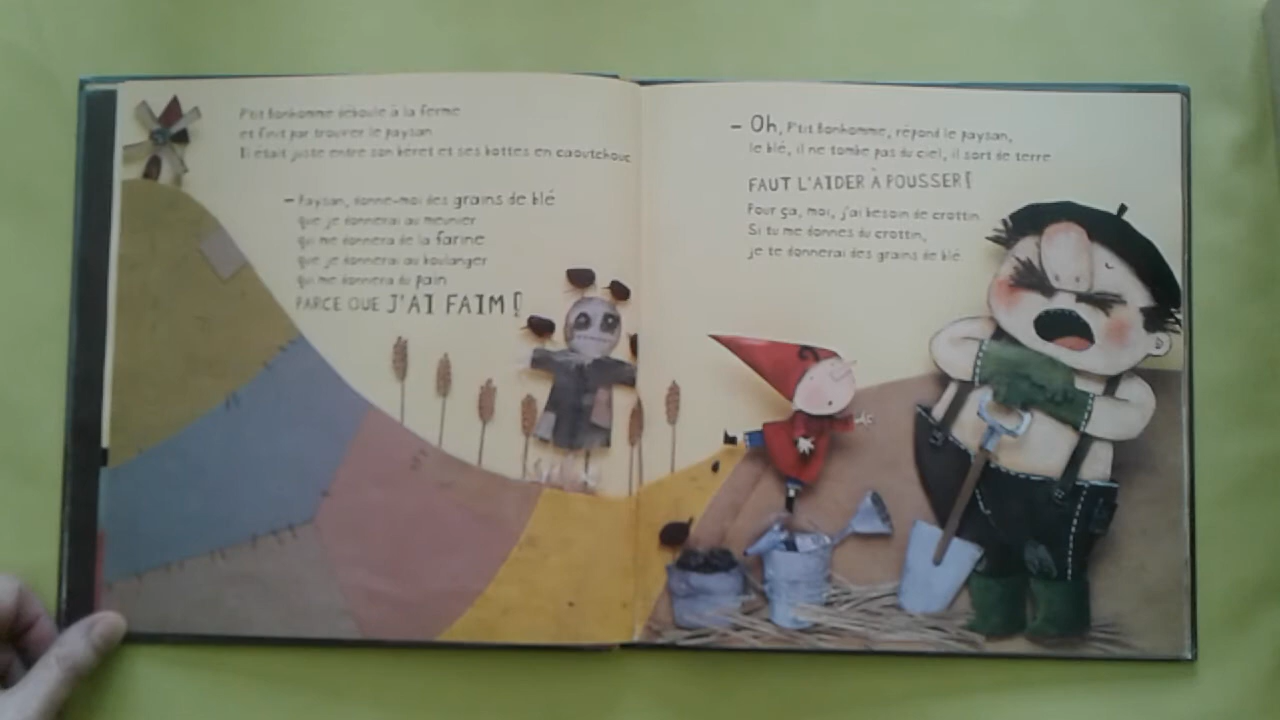 P'tit Bonhomme déboule à la ferme
et finit par trouver le paysan
Il était juste entre son béret et ses bottes en caoutchouc
– Paysan, donne-moi des grains de blé
que je donnerai au meunier
qui me donnera de la farine
que je donnerai au boulanger
qui me donnera du pain
PARCE QUE J'AI FAIM !
– Oh, P'tit Bonhomme, répond le paysan,
le blé, il ne tombe pas du ciel, il sort de terre
FAUT L'AIDER À POUSSER !
Pour ça, moi, j'ai besoin de crottin
Si tu me donnes du crottin,
je te donnerai des grains de blé